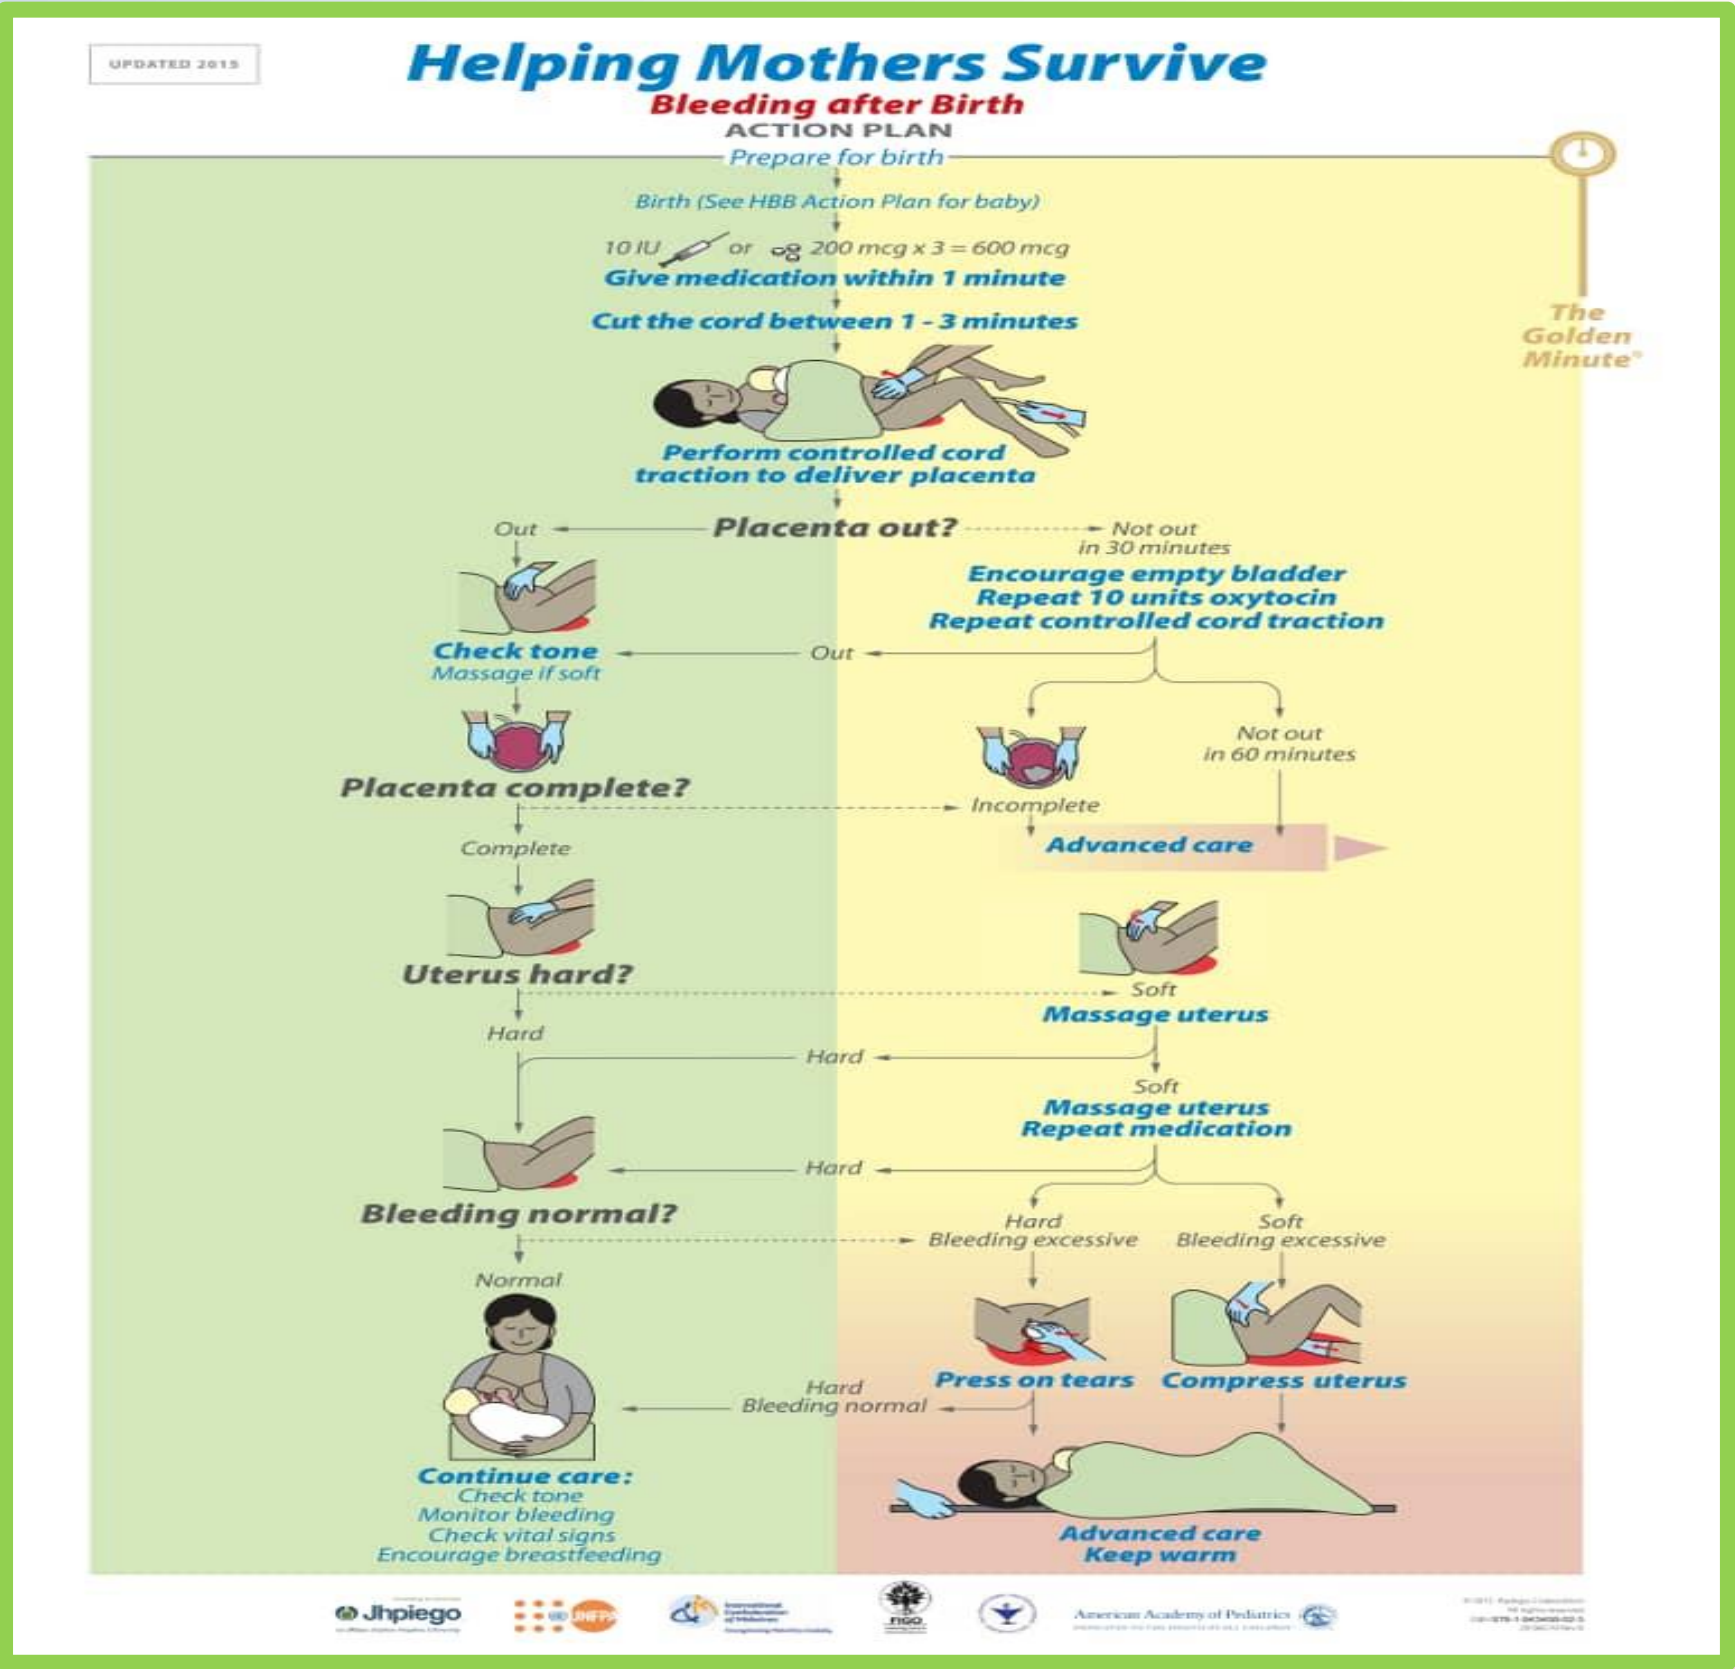 UPDATED 2015
Helping Mothers Survive
Bleeding after Birth
ACTION PLAN
Prepare for birth
Birth (See HBB Action Plan for baby)
10 IU or 200 mcg x 3 = 600 mcg
Give medication within 1 minute
Cut the cord between 1 - 3 minutes
The
Golden
Minute®
Perform controlled cord
traction to deliver placenta
Out
Placenta out?
Not out
in 30 minutes
Encourage empty bladder
Repeat 10 units oxytocin
Repeat controlled cord traction
Check tone
Massage if soft
Out
Not out
in 60 minutes
Placenta complete?
Incomplete
Complete
Advanced care
Uterus hard?
Soft
Massage uterus
Hard
Hard
Soft
Massage uterus
Repeat medication
Hard
Bleeding normal?
Hard
Bleeding excessive
Soft
Bleeding excessive
Normal
Press on tears
Compress uterus
Hard
Bleeding normal
Continue care:
Check tone
Monitor bleeding
Check vital signs
Encourage breastfeeding
Advanced care
Keep warm
Jhpiego
UNFPA
International
Confederation
of Midwives
FIGO
American Academy of Pediatrics